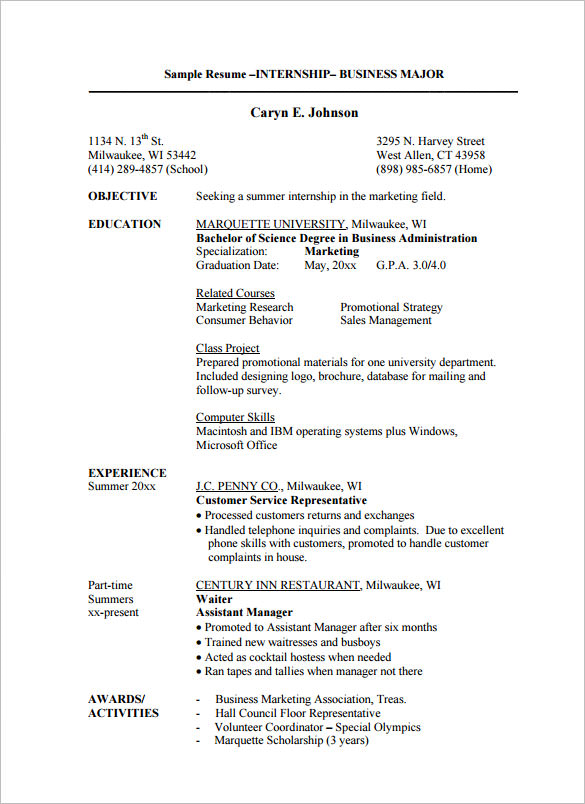 Sample Resume –INTERNSHIP– BUSINESS MAJOR
Caryn E. Johnson
1134 N. 13th St. 3295 N. Harvey Street
Milwaukee, WI 53442 West Allen, CT 43958
(414) 289-4857 (School) (898) 985-6857 (Home)
OBJECTIVE Seeking a summer internship in the marketing field.
EDUCATION MARQUETTE UNIVERSITY, Milwaukee, WI
Bachelor of Science Degree in Business Administration
Specialization: Marketing
Graduation Date: May, 20xx G.P.A. 3.0/4.0
Related Courses
Marketing Research Promotional Strategy
Consumer Behavior Sales Management
Class Project
Prepared promotional materials for one university department.
Included designing logo, brochure, database for mailing and
follow-up survey.
Computer Skills
Macintosh and IBM operating systems plus Windows,
Microsoft Office
EXPERIENCE
Summer 20xx J.C. PENNY CO., Milwaukee, WI
Customer Service Representative
• Processed customers returns and exchanges
• Handled telephone inquiries and complaints. Due to excellent
phone skills with customers, promoted to handle customer
complaints in house.
Part-time CENTURY INN RESTAURANT, Milwaukee, WI
Summers Waiter
xx-present Assistant Manager
• Promoted to Assistant Manager after six months
• Trained new waitresses and busboys
• Acted as cocktail hostess when needed
• Ran tapes and tallies when manager not there
AWARDS/ - Business Marketing Association, Treas.
ACTIVITIES - Hall Council Floor Representative
- Volunteer Coordinator – Special Olympics
- Marquette Scholarship (3 years)